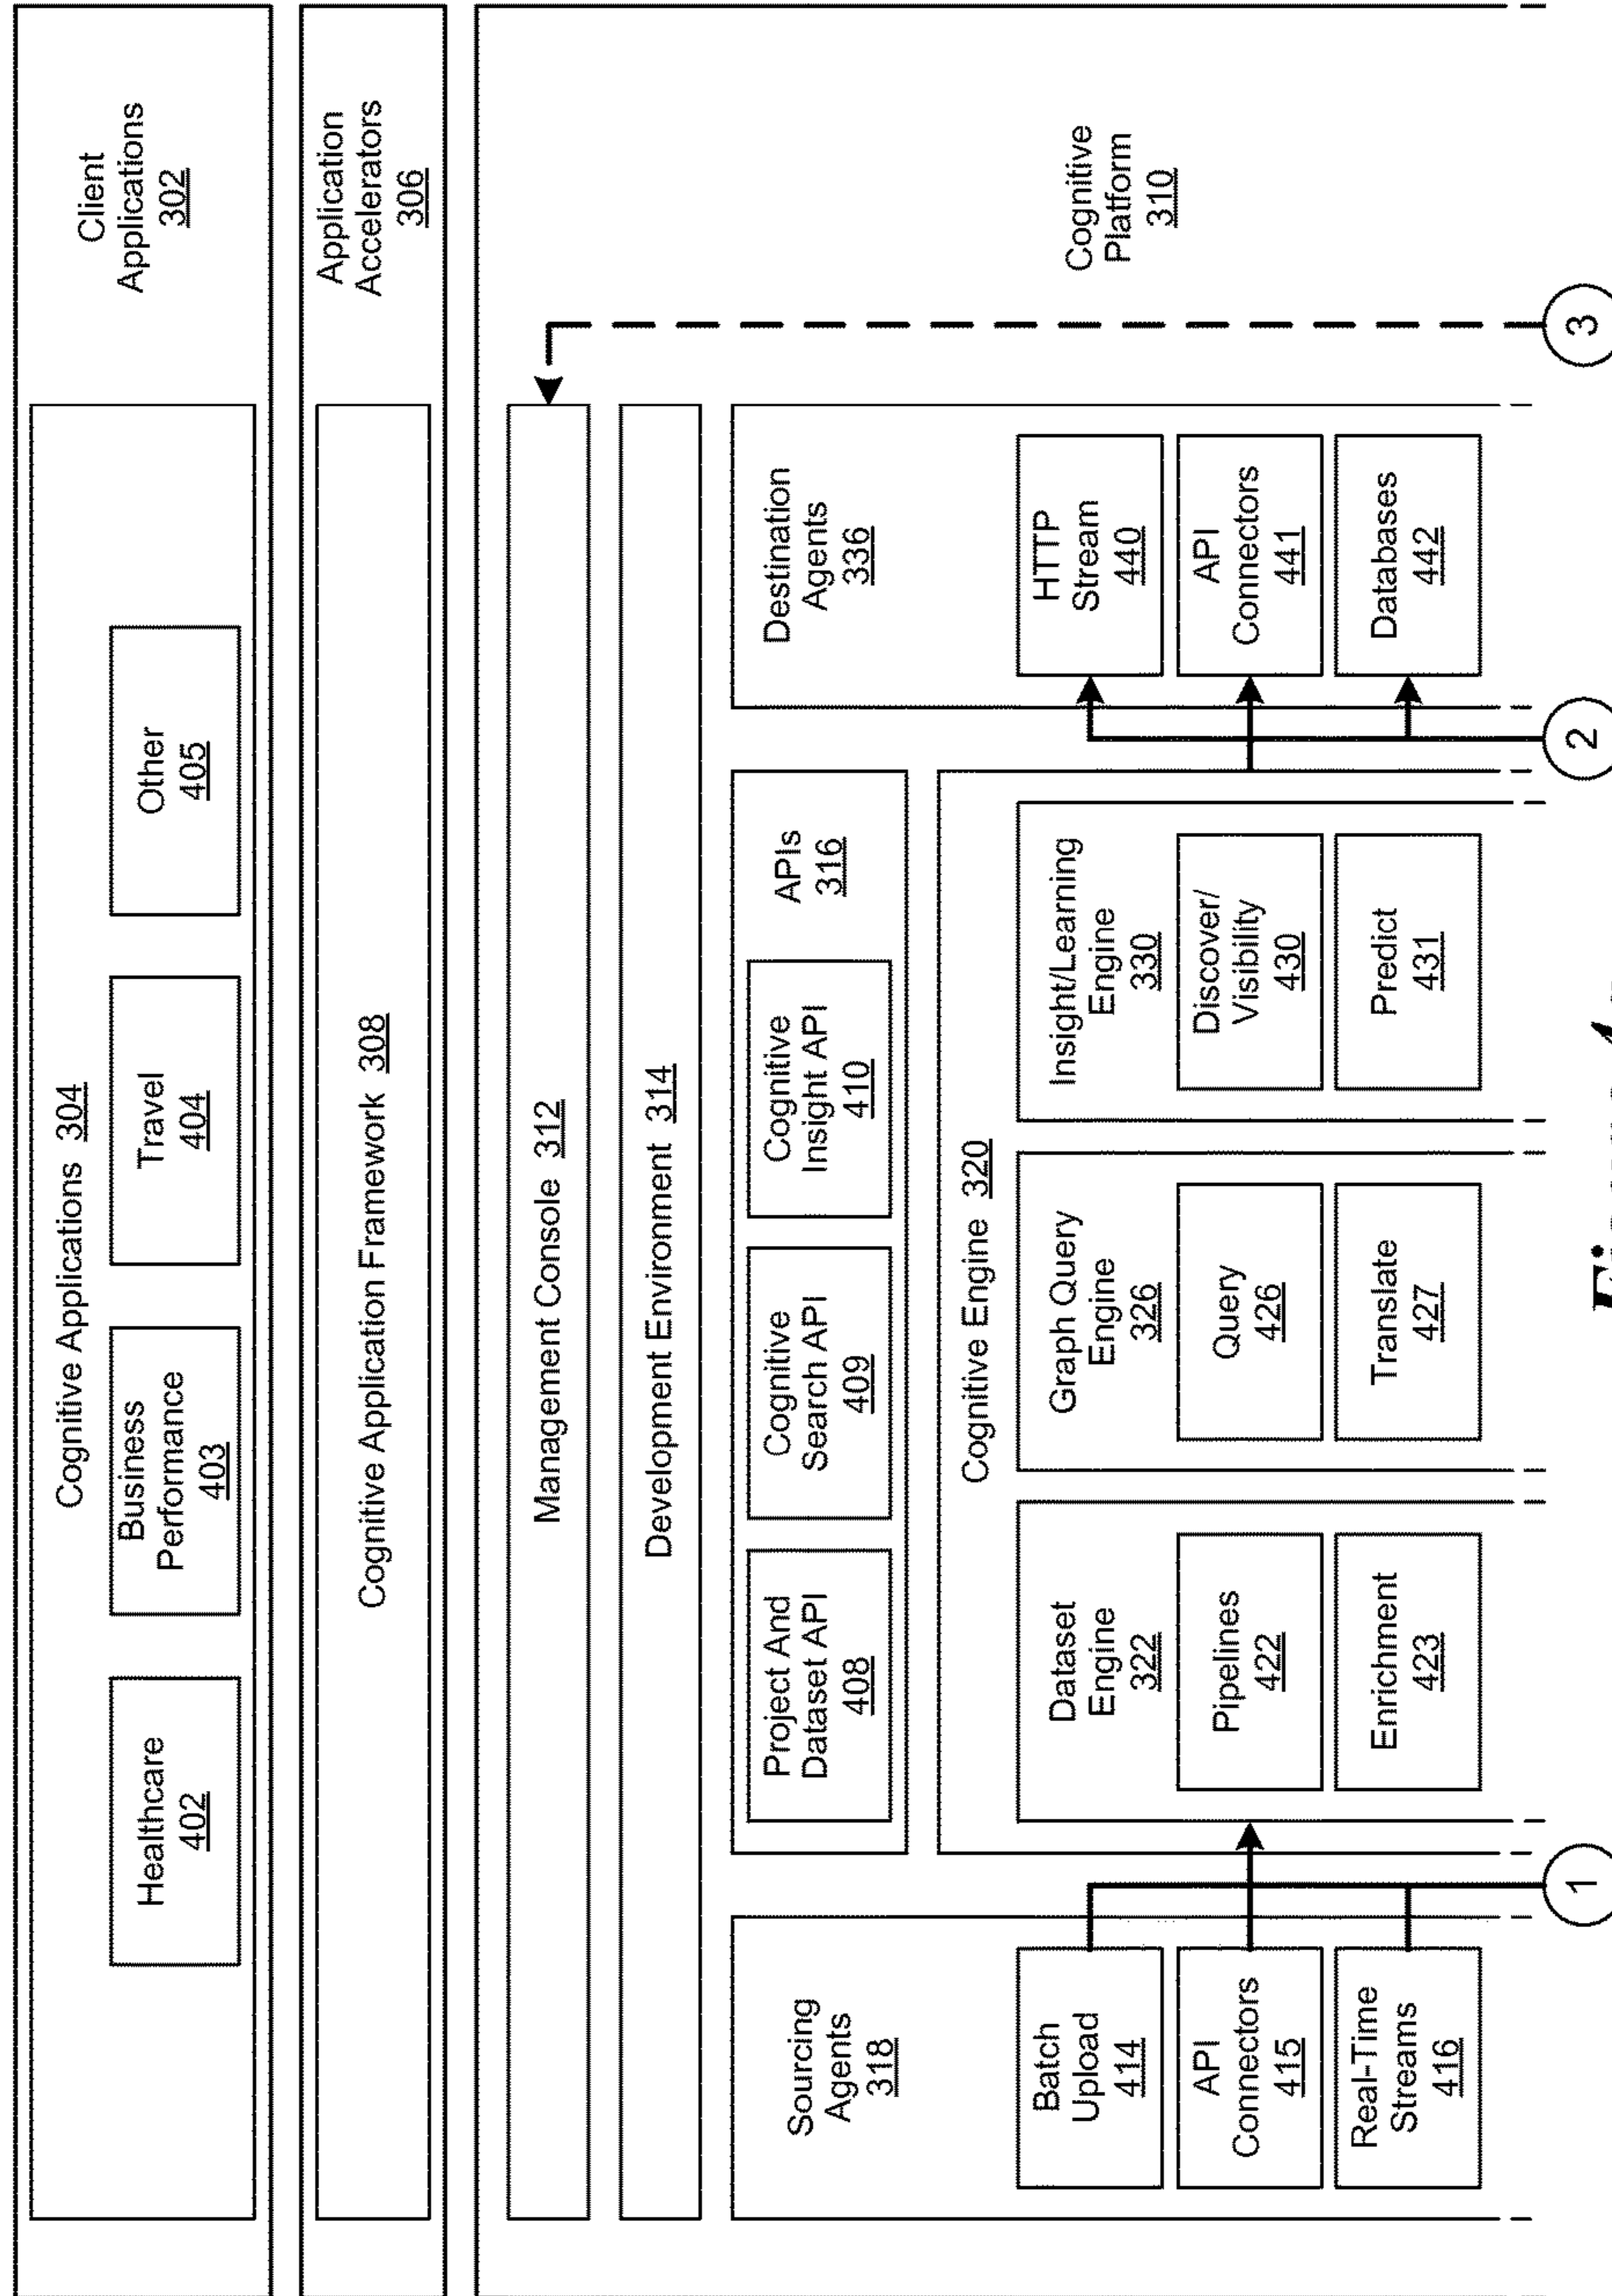 Client
Applications
302
Cognitive Applications 304
Healthcare
402
Business
Performance
403
Travel
404
Other
405
Application
Accelerators
306
Cognitive Application Framework 308
Cognitive
Platform
310
Management Console 312
Development Environment 314
Sourcing
Agents
318
Batch
Upload
414
API
Connectors
415
Real-Time
Streams
416
APIs
316
Project And
Dataset API
408
Cognitive
Search API
409
Cognitive
Insight API
410
Cognitive Engine 320
Dataset
Engine
322
Pipelines
422
Enrichment
423
Graph Query
Engine
326
Query
426
Translate
427
Insight/Learning
Engine
330
Discover/
Visibility
430
Predict
431
Destination
Agents
336
HTTP
Stream
440
API
Connectors
441
Databases
442
1
2
3